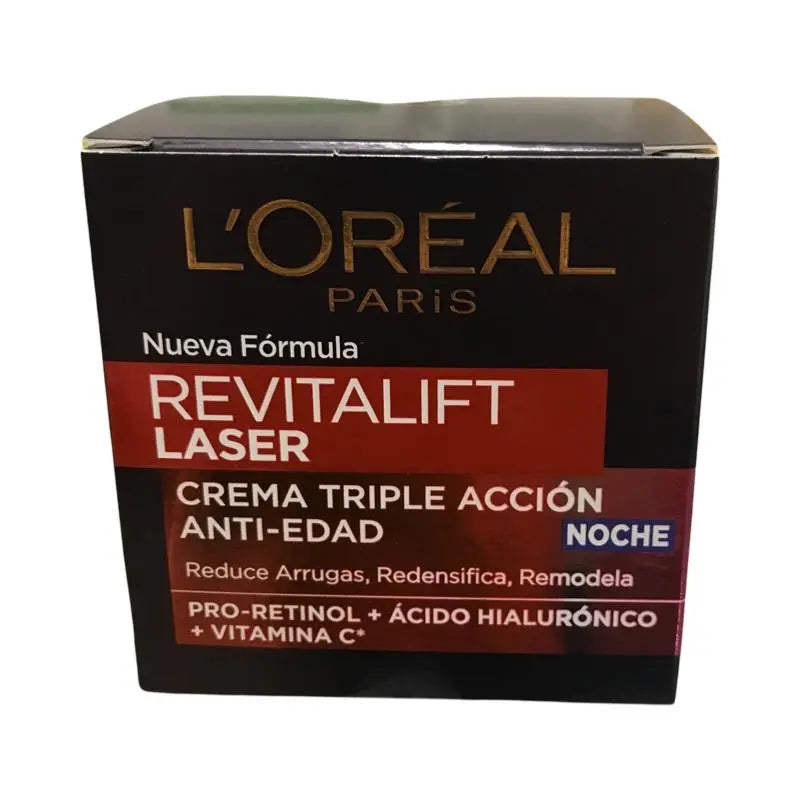 L'ORÉAL
PARiS
Nueva Fórmula
REVITALIFT
LASER
CREMA TRIPLE ACCIÓN
ANTI-EDAD
NOCHE
Reduce Arrugas, Redensifica, Remodela
PRO-RETINOL + ÁCIDO HIALURÓNICO
+ VITAMINA C*